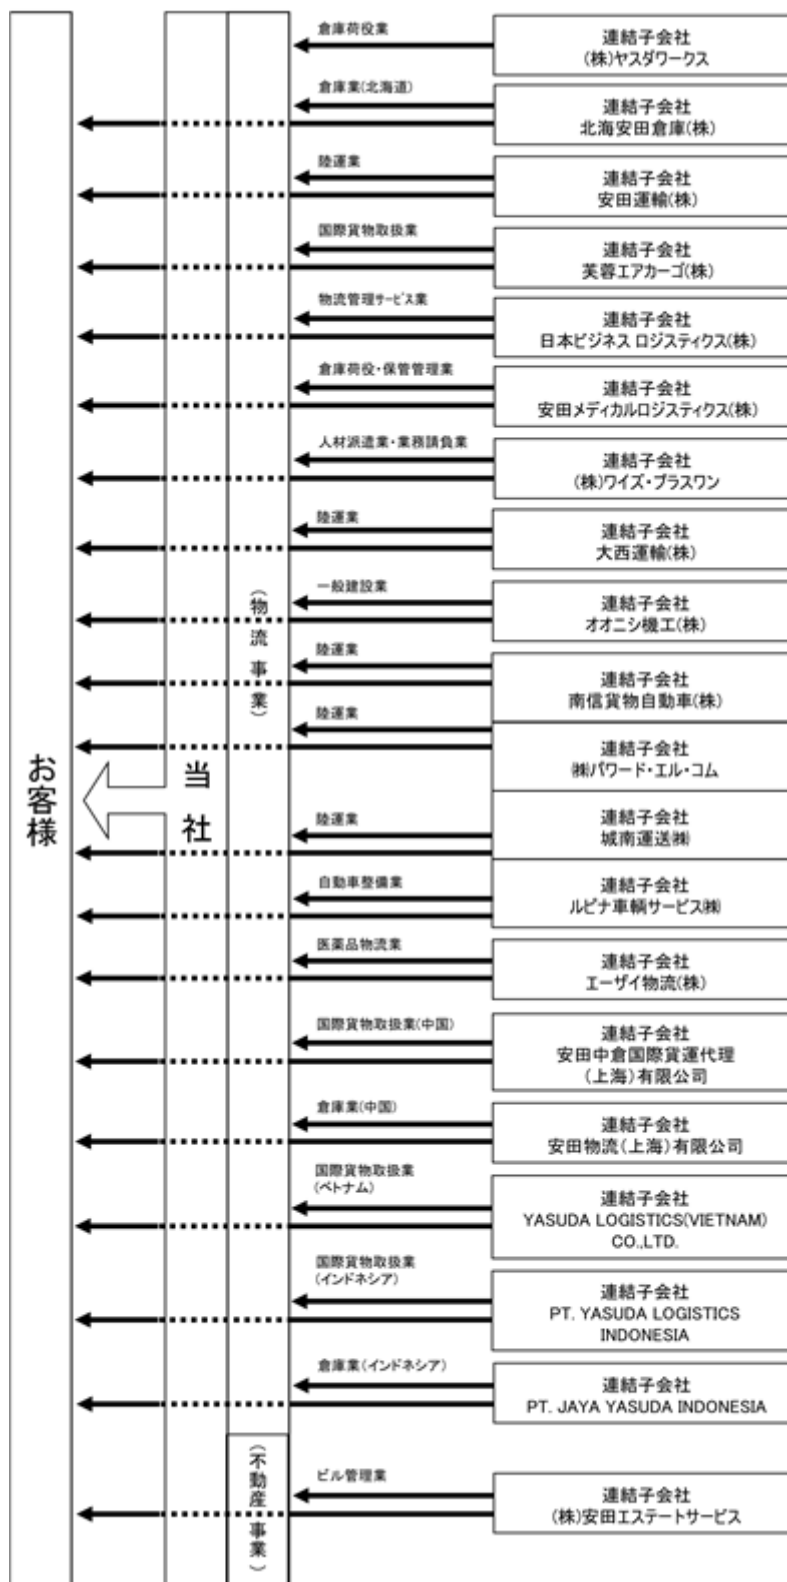 お客様
当社
(物流事業)
倉庫荷役業
連結子会社
(株)ヤスダワークス
倉庫業(北海道)
連結子会社
北海安田倉庫(株)
陸運業
連結子会社
安田運輸(株)
国際貨物取扱業
連結子会社
芙蓉エアカーゴ(株)
物流管理サービス業
連結子会社
日本ビジネス ロジスティクス(株)
倉庫荷役・保管管理業
連結子会社
安田メディカルロジスティクス(株)
人材派遣業・業務請負業
連結子会社
(株)ワイズ・プラスワン
陸運業
連結子会社
大西運輸(株)
一般建設業
連結子会社
オオニシ機工(株)
陸運業
連結子会社
南信貨物自動車(株)
陸運業
連結子会社
㈱パワード・エル・コム
陸運業
連結子会社
城南運送㈱
自動車整備業
連結子会社
ルビナ車輌サービス㈱
医薬品物流業
連結子会社
エーザイ物流(株)
国際貨物取扱業(中国)
連結子会社
安田中倉国際貨運代理
(上海)有限公司
倉庫業(中国)
連結子会社
安田物流(上海)有限公司
国際貨物取扱業
(ベトナム)
連結子会社
YASUDA LOGISTICS(VIETNAM)
CO.,LTD.
国際貨物取扱業
(インドネシア)
連結子会社
PT. YASUDA LOGISTICS
INDONESIA
倉庫業(インドネシア)
連結子会社
PT. JAYA YASUDA INDONESIA
(不動産事業)
ビル管理業
連結子会社
(株)安田エステートサービス